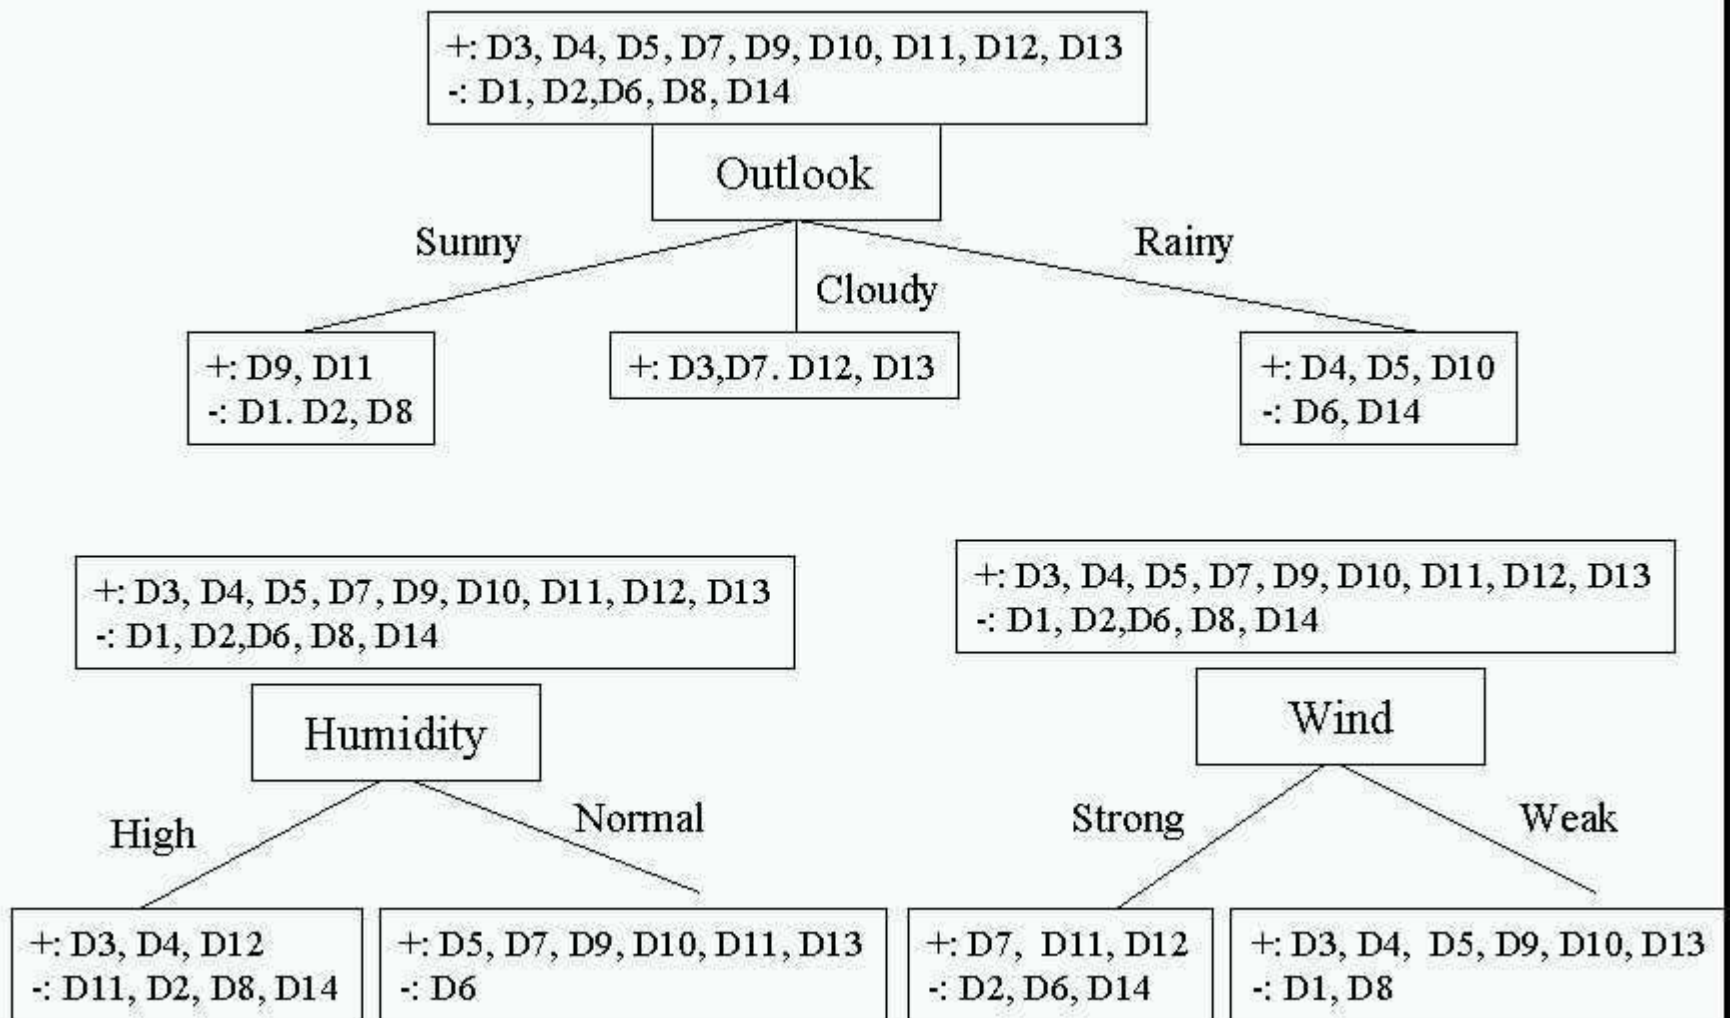 +: D3, D4, D5, D7, D9, D10, D11, D12, D13
-: D1, D2,D6, D8, D14
Outlook
Sunny
Cloudy
Rainy
+: D9, D11
-: D1. D2, D8
+: D3,D7. D12, D13
+: D4, D5, D10
-: D6, D14
+: D3, D4, D5, D7, D9, D10, D11, D12, D13
-: D1, D2,D6, D8, D14
Humidity
High
Normal
+: D3, D4, D12
-: D11, D2, D8, D14
+: D5, D7, D9, D10, D11, D13
-: D6
+: D3, D4, D5, D7, D9, D10, D11, D12, D13
-: D1, D2,D6, D8, D14
Wind
Strong
Weak
+: D7, D11, D12
-: D2, D6, D14
+: D3, D4, D5, D9, D10, D13
-: D1, D8